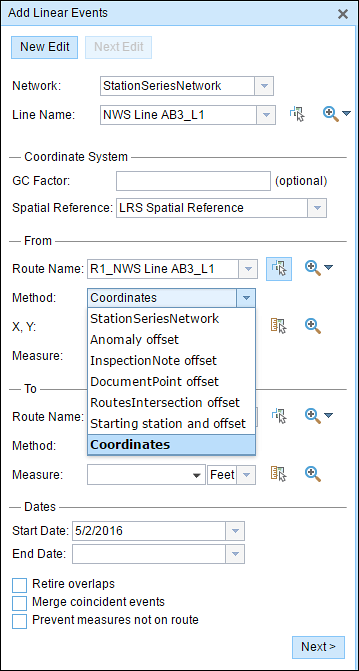 Add Linear Events
New Edit Next Edit
Network: StationSeriesNetwork
Line Name: NWS Line AB3_L1
Coordinate System
GC Factor: (optional)
Spatial Reference: LRS Spatial Reference
From
Route Name: R1_NWS Line AB3_L1
Method: Coordinates
StationSeriesNetwork
X, Y:
Anomaly offset
Measure: InspectionNote offset
DocumentPoint offset
To
RoutesIntersection offset
Route Name: Starting station and offset
Method: Coordinates
Measure: Feet
Dates
Start Date: 5/2/2016
End Date:
Retire overlaps
Merge coincident events
Prevent measures not on route
Next >